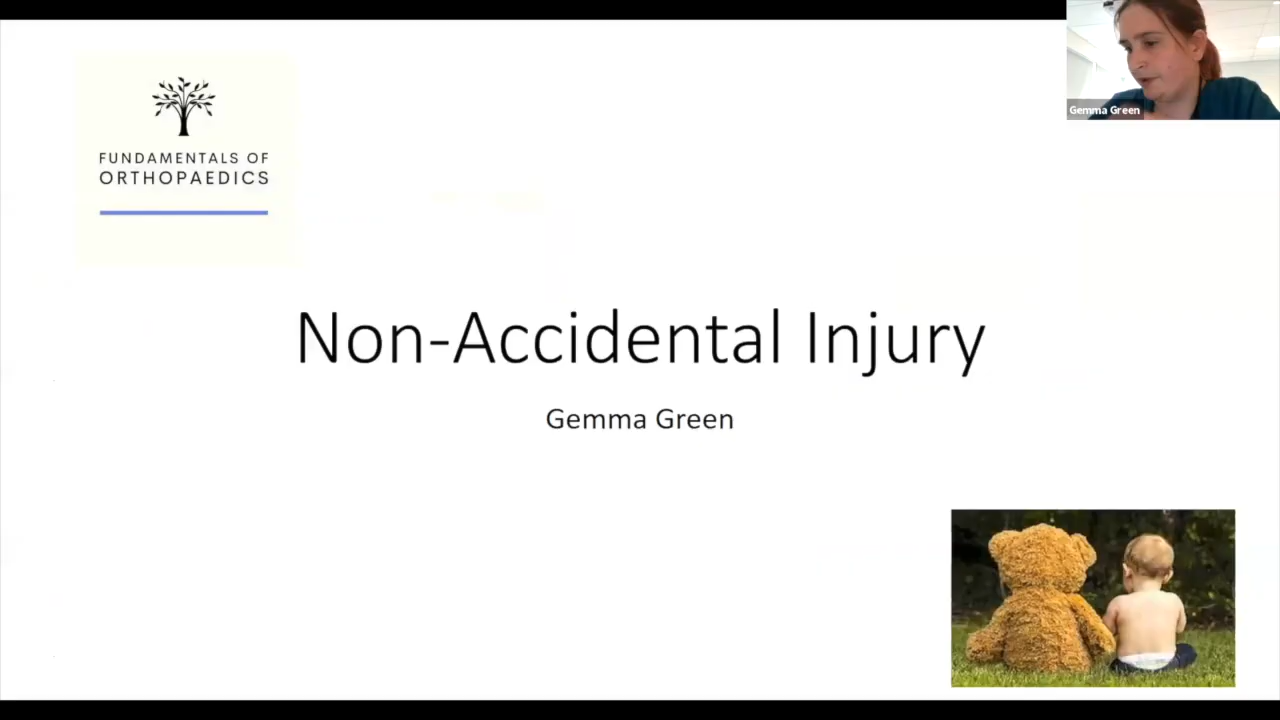 Gemma Green
FUNDAMENTALS OF
ORTHOPAEDICS
Non-Accidental Injury
Gemma Green